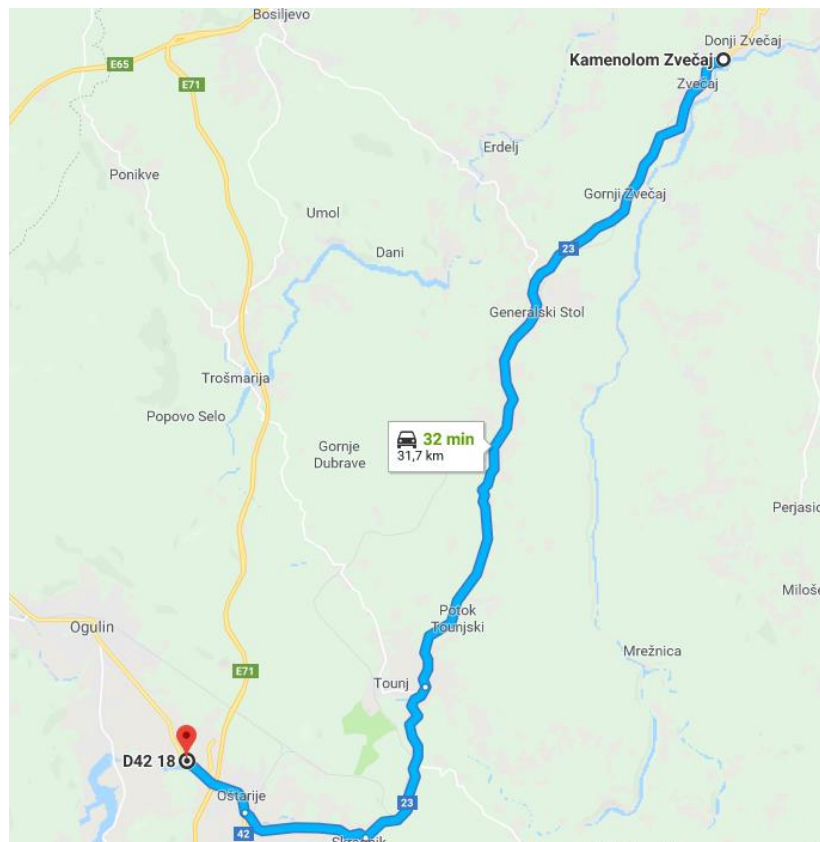 Bosiljevo
Donji Zvečaj
Kamenolom Zvečaj
E65
E71
Zvečaj
Erdelj
Ponikve
Gornji Zvečaj
Umol
23
Dani
Generalski Stol
Trošmarija
Popovo Selo
32 min
31,7 km
Gornje
Dubrave
Perjasic
Miloše
Potok
Tounjski
Ogulin
Mrežnica
E71
Tounj
D42 18
Oštarije
23
42